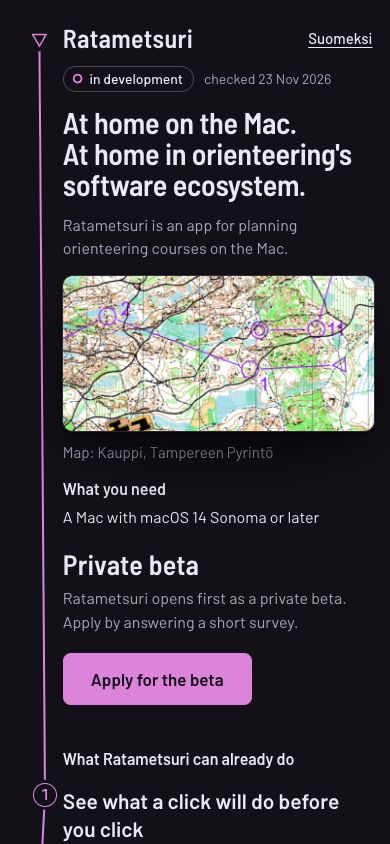 Ratametsuri
Suomeksi
in development
checked 23 Nov 2026
At home on the Mac.
At home in orienteering's
software ecosystem.
Ratametsuri is an app for planning
orienteering courses on the Mac.
2
11
1
Map: Kauppi, Tampereen Pyrintö
What you need
A Mac with macOS 14 Sonoma or later
Private beta
Ratametsuri opens first as a private beta.
Apply by answering a short survey.
Apply for the beta
What Ratametsuri can already do
1
See what a click will do before
you click